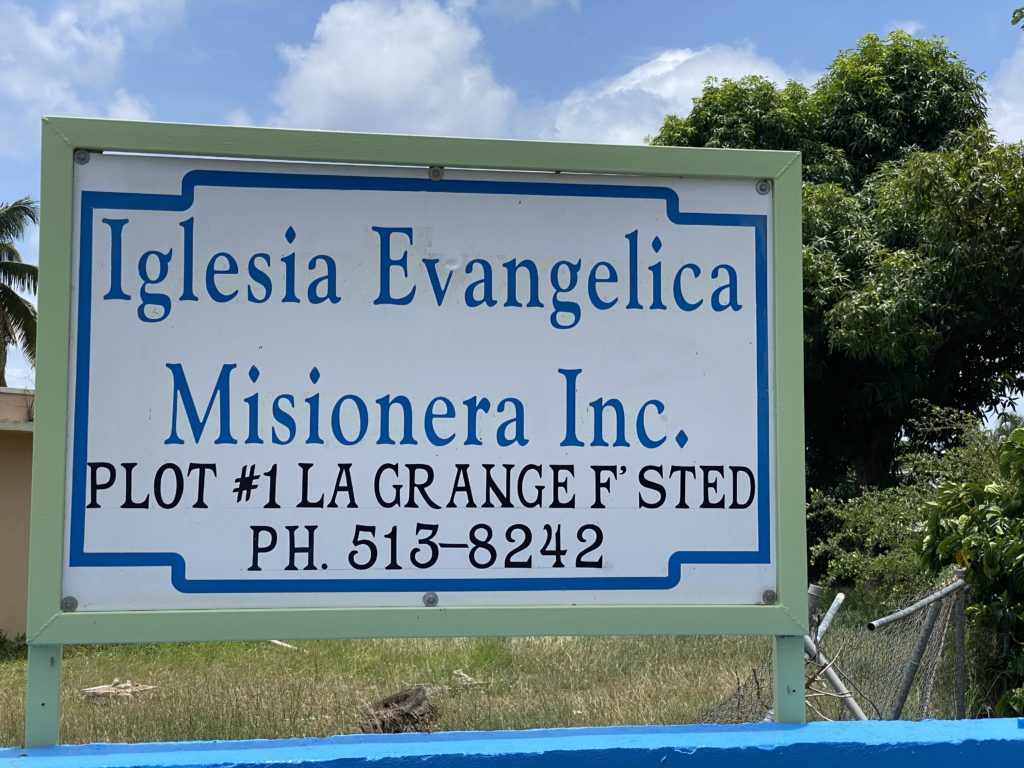 Iglesia Evangelica
Misionera Inc.
PLOT #1 LA GRANGE F' STED
PH. 513-8242